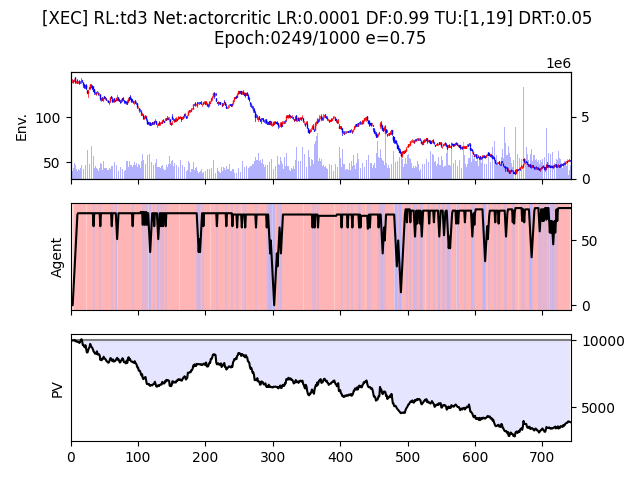 [XEC] RL:td3 Net:actorcritic LR:0.0001 DF:0.99 TU:[1,19] DRT:0.05
Epoch:0249/1000 e=0.75
1e6
Env.
100
50
5
0
Agent
50
0
PV
10000
5000
0 100 200 300 400 500 600 700